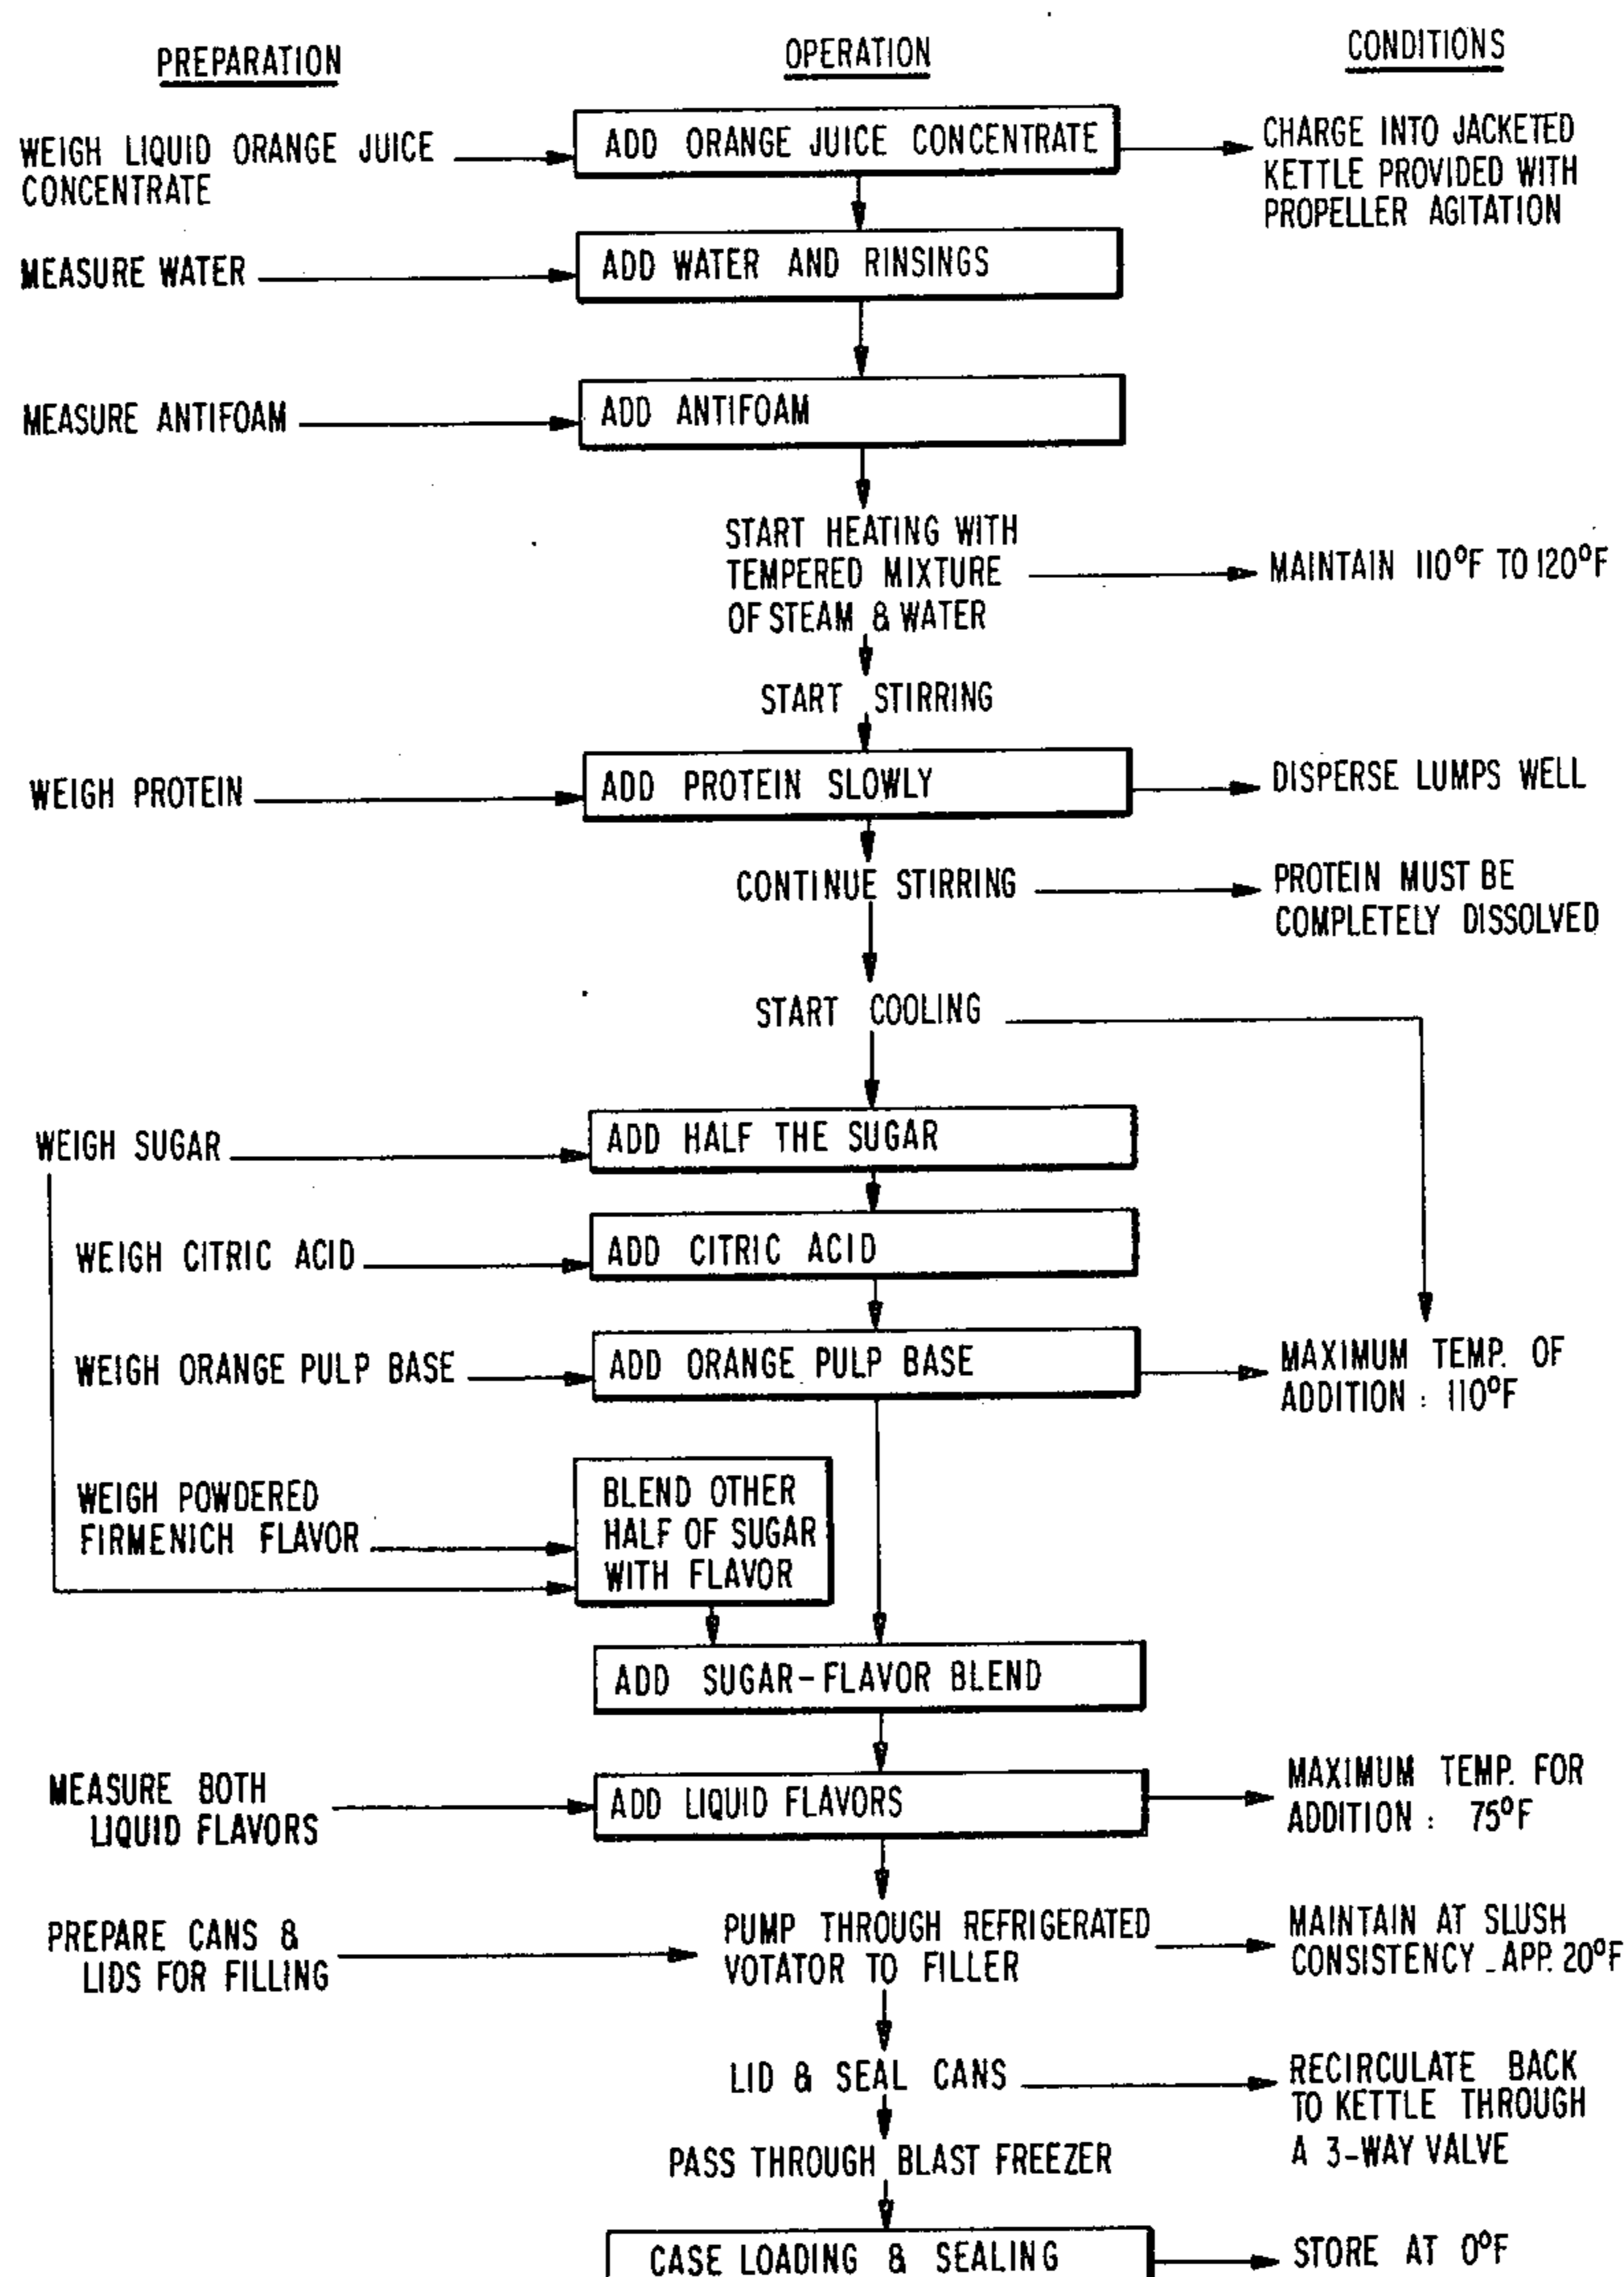 PREPARATION
OPERATION
CONDITIONS
WEIGH LIQUID ORANGE JUICE
CONCENTRATE
ADD ORANGE JUICE CONCENTRATE
CHARGE INTO JACKETED
KETTLE PROVIDED WITH
PROPELLER AGITATION
MEASURE WATER
ADD WATER AND RINSINGS
MEASURE ANTIFOAM
ADD ANTIFOAM
START HEATING WITH
TEMPERED MIXTURE
OF STEAM & WATER
MAINTAIN 110°F TO 120°F
START STIRRING
WEIGH PROTEIN
ADD PROTEIN SLOWLY
DISPERSE LUMPS WELL
CONTINUE STIRRING
PROTEIN MUST BE
COMPLETELY DISSOLVED
START COOLING
WEIGH SUGAR
ADD HALF THE SUGAR
WEIGH CITRIC ACID
ADD CITRIC ACID
WEIGH ORANGE PULP BASE
ADD ORANGE PULP BASE
MAXIMUM TEMP. OF
ADDITION : 110°F
WEIGH POWDERED
FIRMENICH FLAVOR
BLEND OTHER
HALF OF SUGAR
WITH FLAVOR
ADD SUGAR-FLAVOR BLEND
MEASURE BOTH
LIQUID FLAVORS
ADD LIQUID FLAVORS
MAXIMUM TEMP. FOR
ADDITION : 75°F
PREPARE CANS &
LIDS FOR FILLING
PUMP THROUGH REFRIGERATED
VOTATOR TO FILLER
MAINTAIN AT SLUSH
CONSISTENCY - APP. 20°F
LID & SEAL CANS
RECIRCULATE BACK
TO KETTLE THROUGH
A 3-WAY VALVE
PASS THROUGH BLAST FREEZER
CASE LOADING & SEALING
STORE AT 0°F